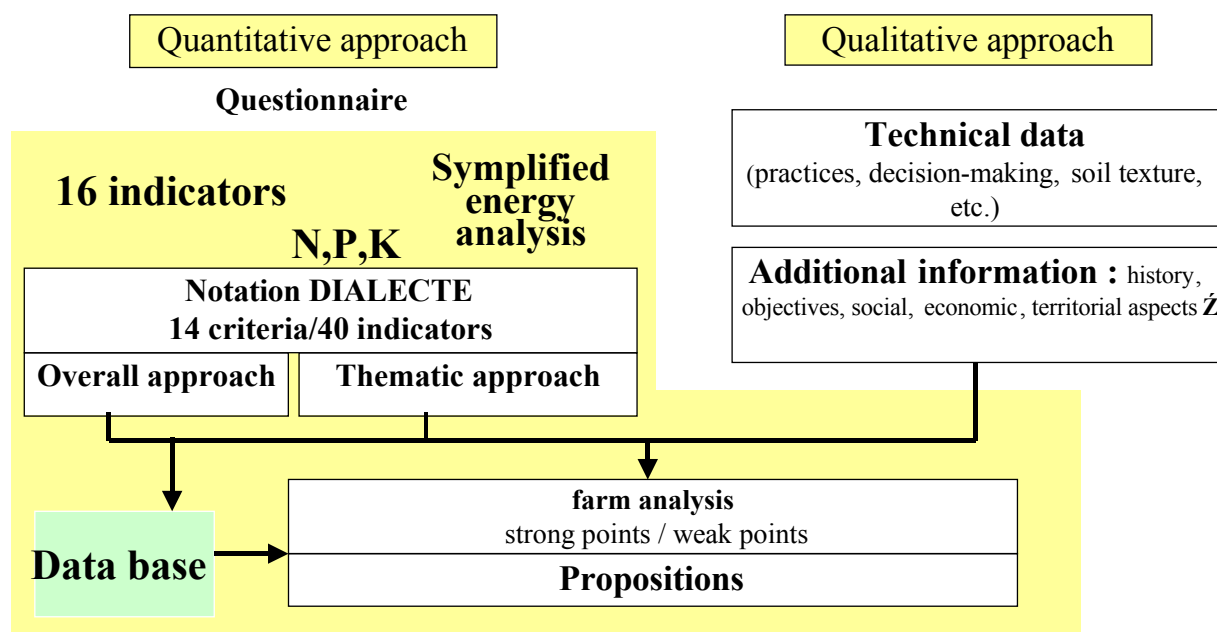 Quantitative approach
Qualitative approach
Questionnaire
16 indicators
Symplified
energy
analysis
N,P,K
Notation DIALECTE
14 criteria/40 indicators
Overall approach
Thematic approach
Technical data
(practices, decision-making, soil texture,
etc.)
Additional information : history,
objectives, social, economic, territorial aspects Ź
farm analysis
strong points / weak points
Data base
Propositions